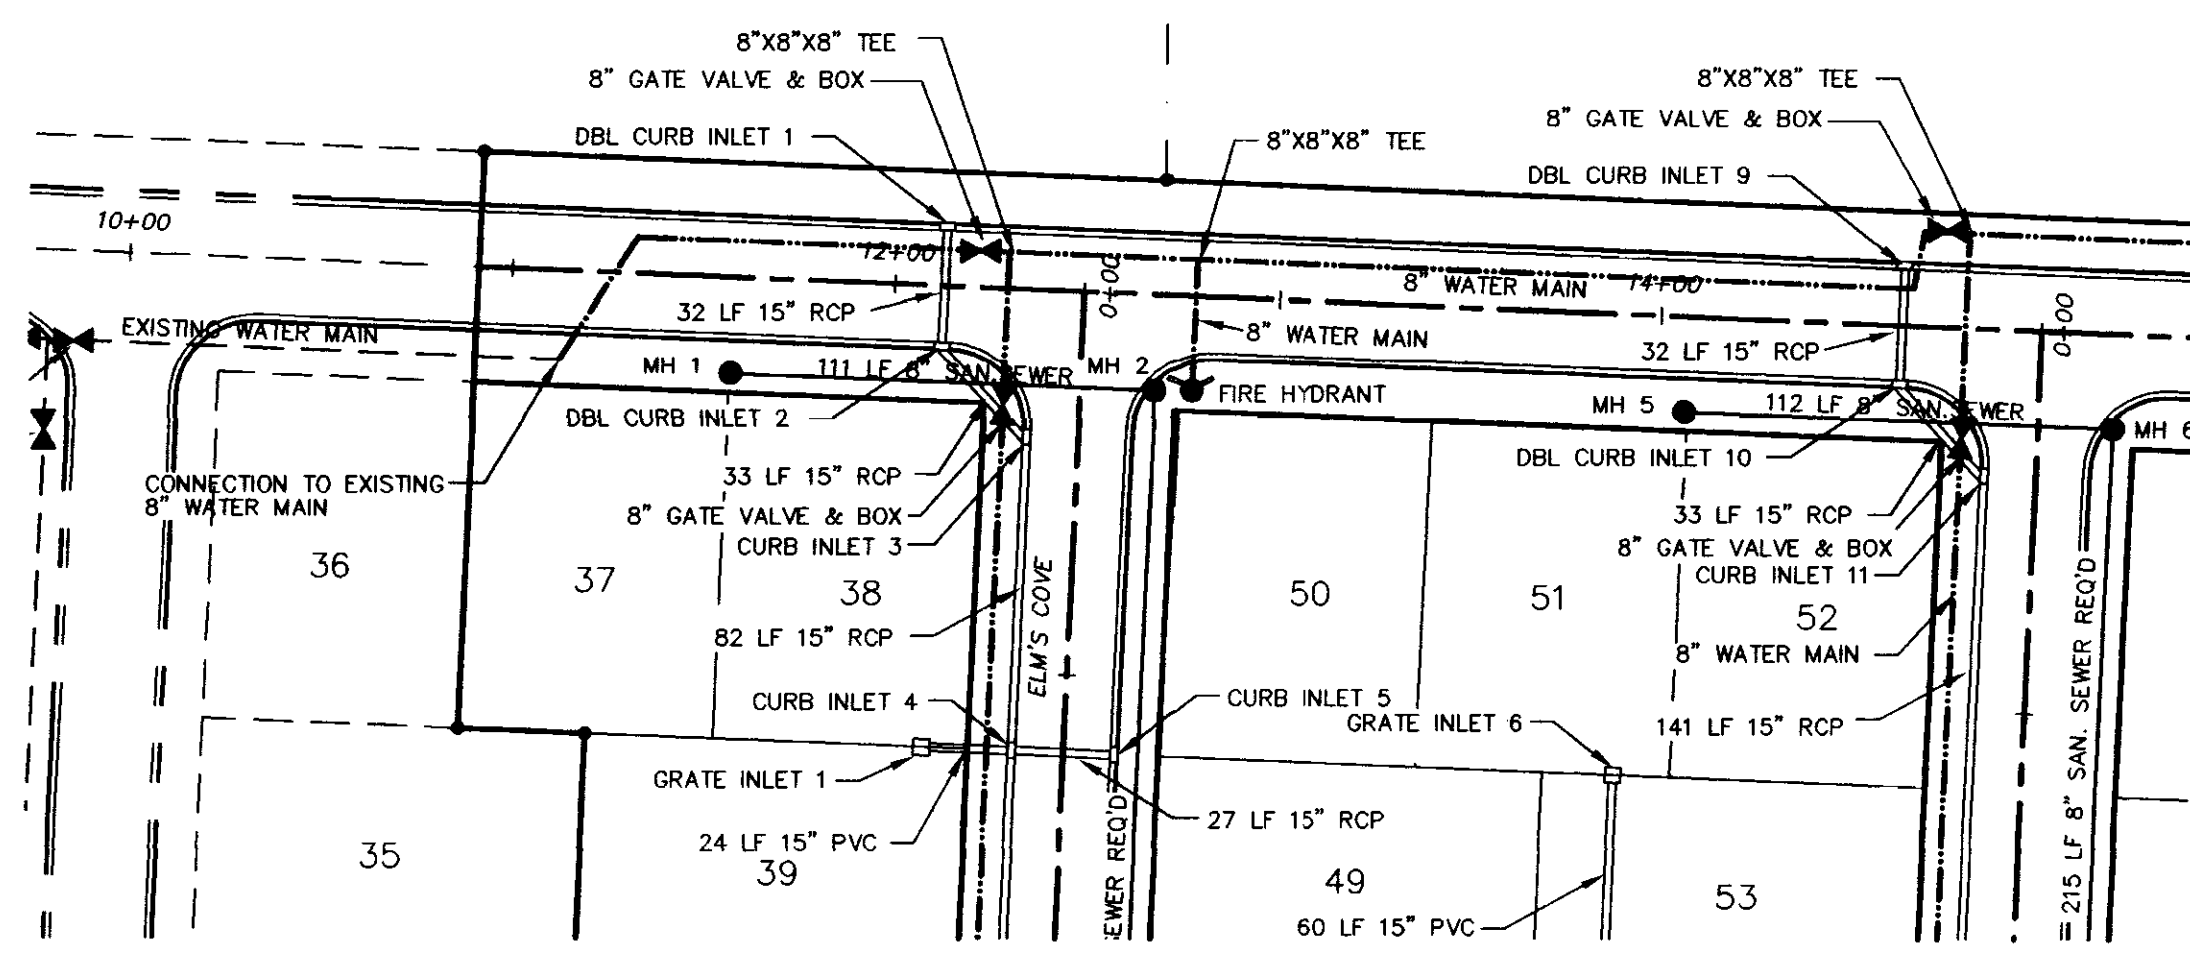 8"X8"X8" TEE
8" GATE VALVE & BOX
DBL CURB INLET 1
8"X8"X8" TEE
8"X8"X8" TEE
8" GATE VALVE & BOX
DBL CURB INLET 9
10+00
12+00
0+00
8" WATER MAIN
14+00
0+00
32 LF 15" RCP
8" WATER MAIN
32 LF 15" RCP
EXISTING WATER MAIN
MH 1
111 LF 8" SAN. SEWER
MH 2
FIRE HYDRANT
MH 5
112 LF 8" SAN. SEWER
MH 6
DBL CURB INLET 2
DBL CURB INLET 10
CONNECTION TO EXISTING
8" WATER MAIN
33 LF 15" RCP
8" GATE VALVE & BOX
CURB INLET 3
33 LF 15" RCP
8" GATE VALVE & BOX
CURB INLET 11
36
37
38
ELM'S COVE
50
51
52
82 LF 15" RCP
8" WATER MAIN
CURB INLET 4
CURB INLET 5
GRATE INLET 6
141 LF 15" RCP
215 LF 8" SAN. SEWER REQ'D
GRATE INLET 1
24 LF 15" PVC
27 LF 15" RCP
EWER REQ'D
35
39
49
53
60 LF 15" PVC